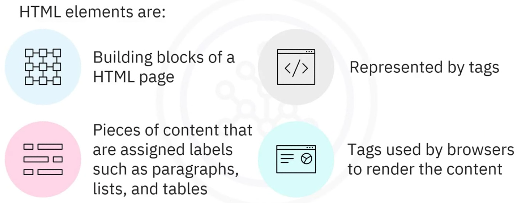 HTML elements are:
Building blocks of a
HTML page
</>
Represented by tags
Pieces of content that
are assigned labels
such as paragraphs,
lists, and tables
Tags used by browsers
to render the content